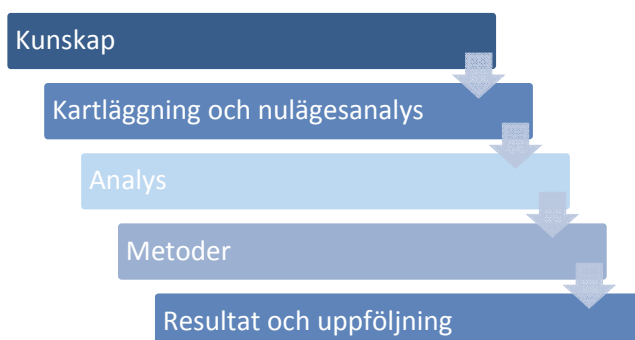 Kunskap
Kartläggning och nulägesanalys
Analys
Metoder
Resultat och uppföljning